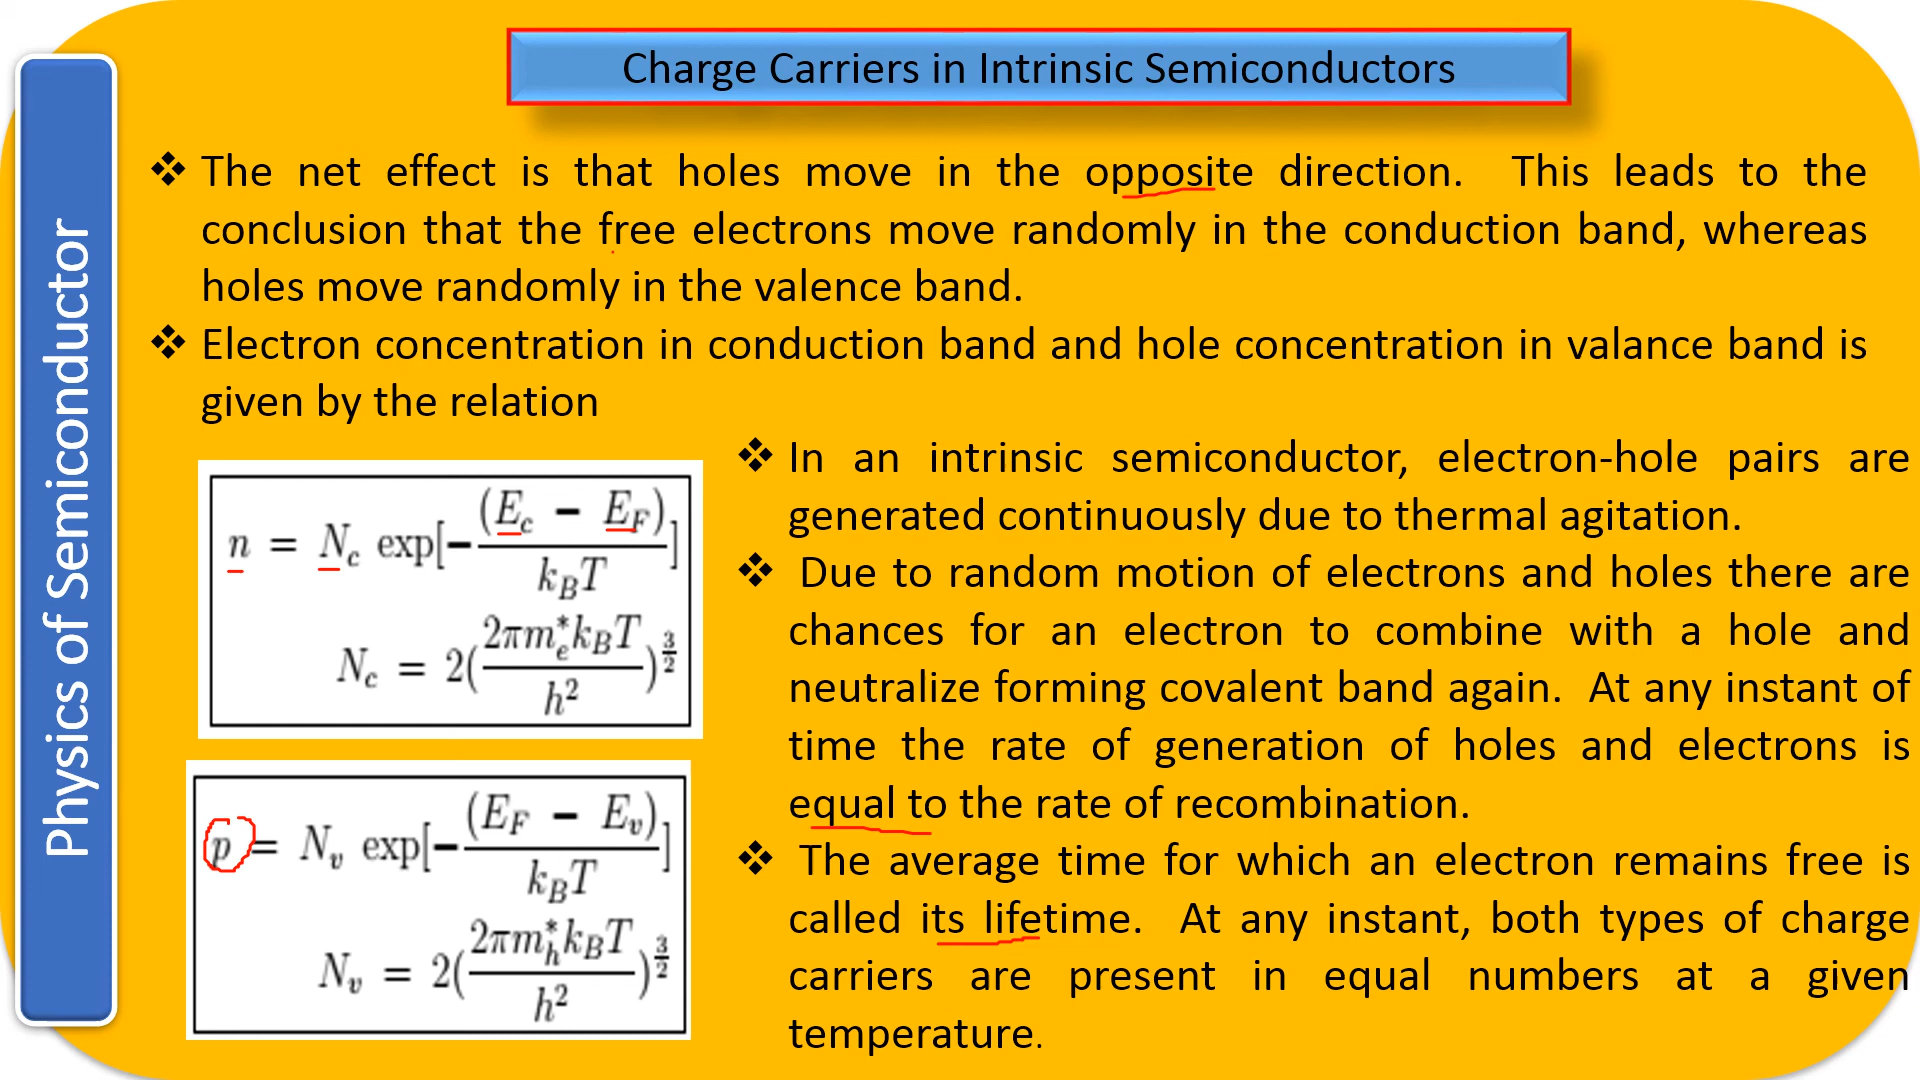 Charge Carriers in Intrinsic Semiconductors
Physics of Semiconductor
❖ The net effect is that holes move in the opposite direction. This leads to the
conclusion that the free electrons move randomly in the conduction band, whereas
holes move randomly in the valence band.
❖ Electron concentration in conduction band and hole concentration in valance band is
given by the relation
n = N_c exp[-(E_c - E_F)/(k_B T)]
N_c = 2(2πm_e^* k_B T/h^2)^(3/2)
p = N_v exp[-(E_F - E_v)/(k_B T)]
N_v = 2(2πm_h^* k_B T/h^2)^(3/2)
❖ In an intrinsic semiconductor, electron-hole pairs are
generated continuously due to thermal agitation.
❖ Due to random motion of electrons and holes there are
chances for an electron to combine with a hole and
neutralize forming covalent band again. At any instant of
time the rate of generation of holes and electrons is
equal to the rate of recombination.
❖ The average time for which an electron remains free is
called its lifetime. At any instant, both types of charge
carriers are present in equal numbers at a given
temperature.